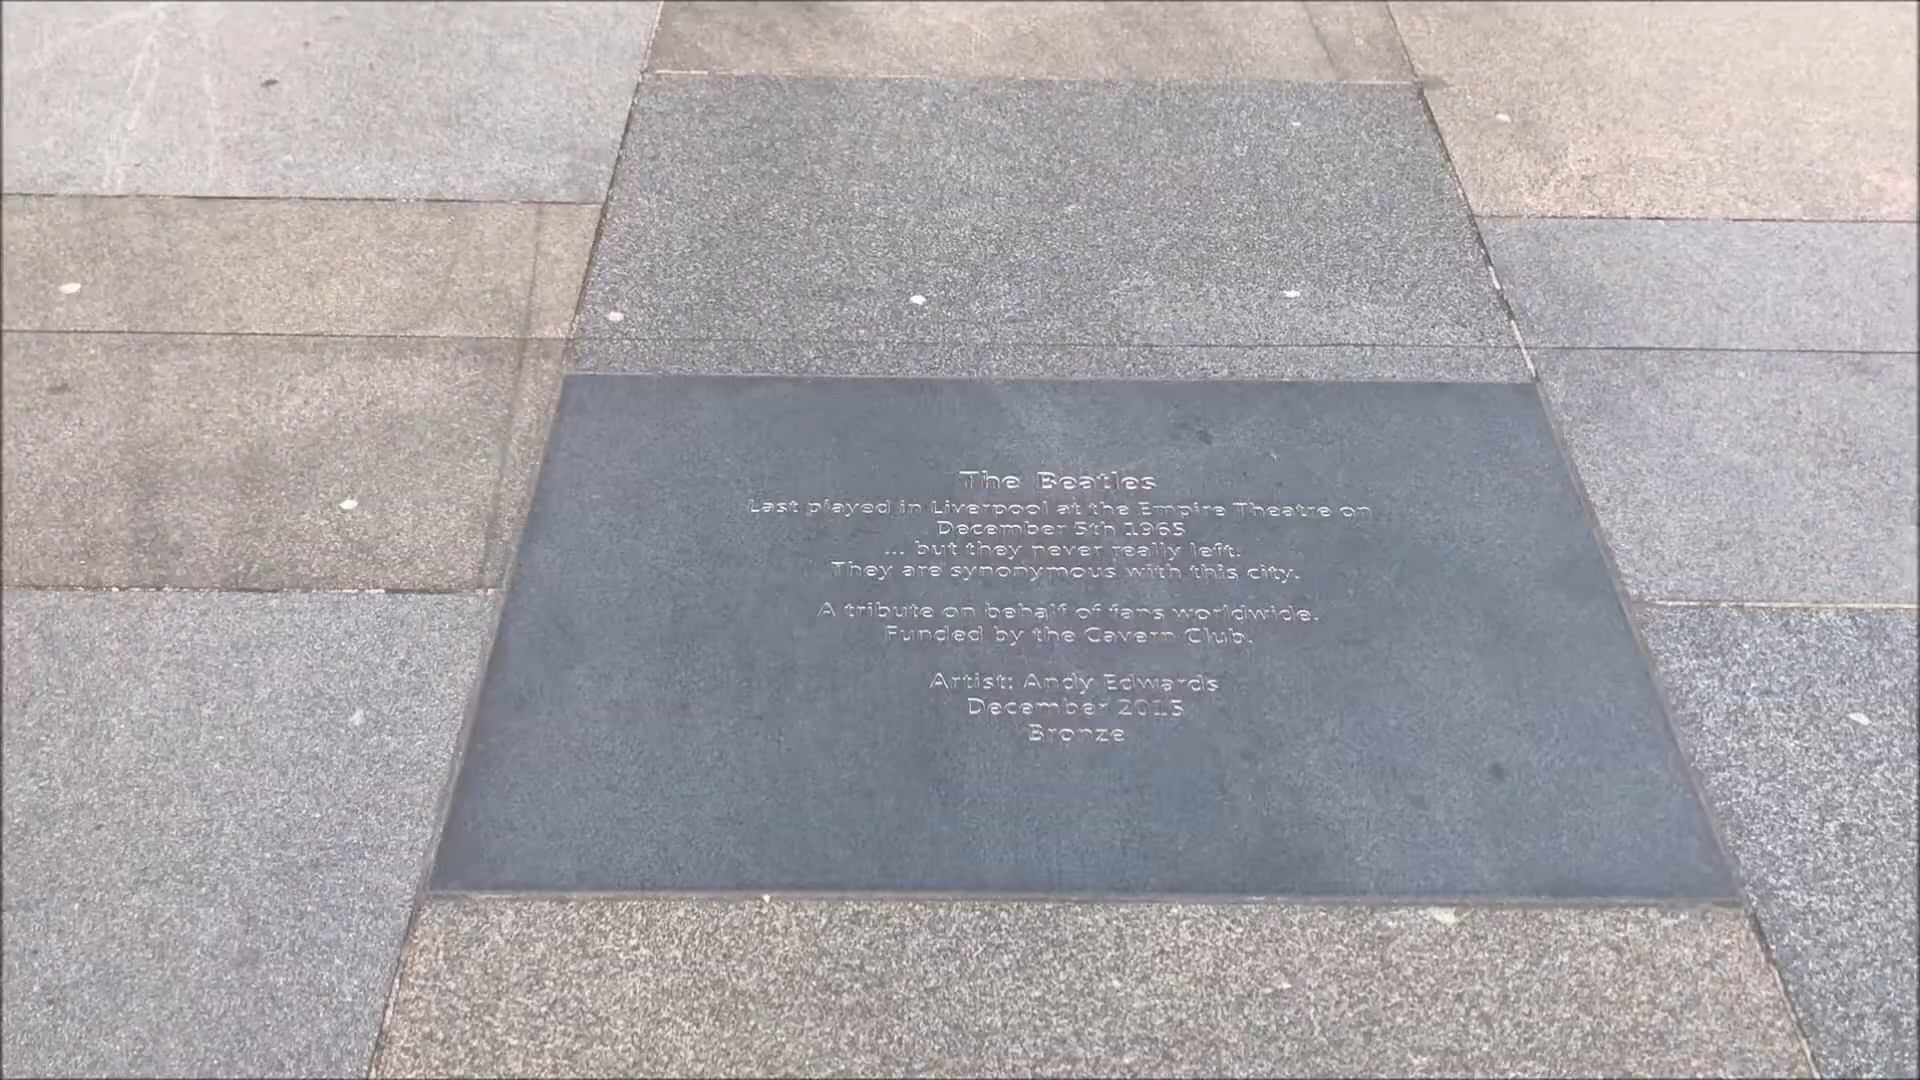 The Beatles
Last played in Liverpool at the Empire Theatre on
December 5th 1965
... but they never really left.
They are synonymous with this city.
A tribute on behalf of fans worldwide.
Funded by the Cavern Club.
Artist: Andy Edwards
December 2015
Bronze